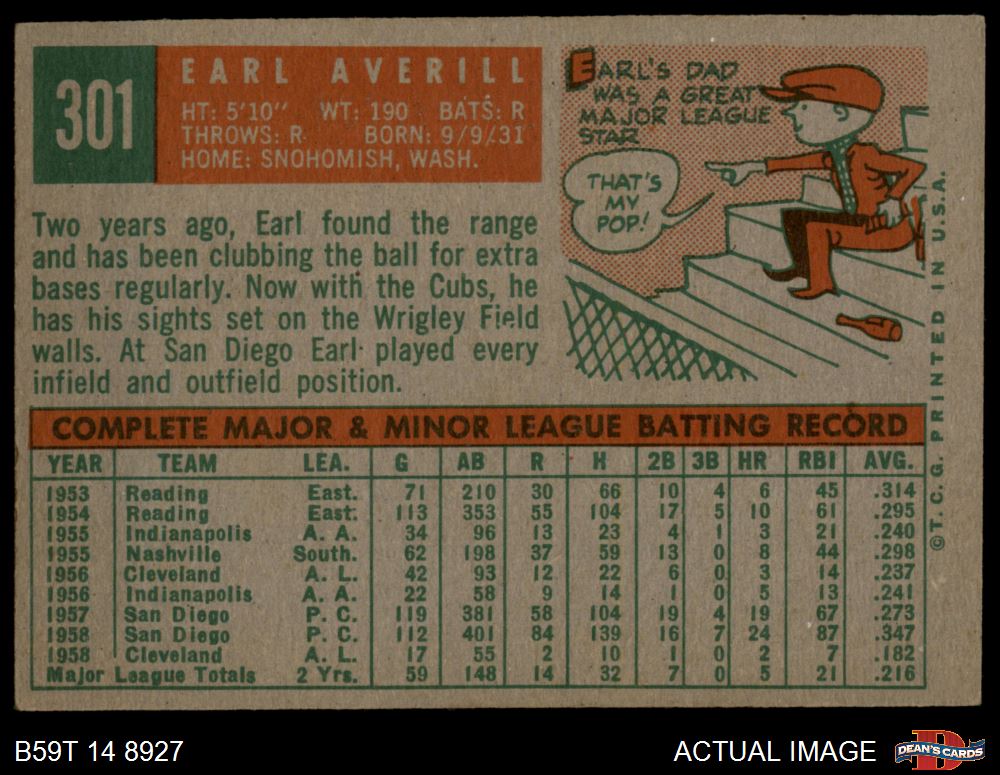 301
EARL AVERILL
HT: 5'10" WT: 190 BATS: R
THROWS: R BORN: 9/9/31
HOME: SNOHOMISH, WASH.
EARL'S DAD
WAS A GREAT
MAJOR LEAGUE
STAR
THAT'S
MY
POP!
Two years ago, Earl found the range
and has been clubbing the ball for extra
bases regularly. Now with the Cubs, he
has his sights set on the Wrigley Field
walls. At San Diego Earl played every
infield and outfield position.
COMPLETE MAJOR & MINOR LEAGUE BATTING RECORD
YEAR TEAM LEA. G AB R H 2B 3B HR RBI AVG.
1953 Reading East. 71 210 30 66 10 4 6 45 .314
1954 Reading East. 113 353 55 104 17 5 10 61 .295
1955 Indianapolis A. A. 34 96 13 23 4 1 3 21 .240
1955 Nashville South. 62 198 37 59 13 0 8 44 .298
1956 Cleveland A. L. 42 93 12 22 6 0 3 14 .237
1956 Indianapolis A. A. 22 58 9 14 1 0 5 13 .241
1957 San Diego P. C. 119 381 58 104 19 4 19 67 .273
1958 San Diego P. C. 112 401 84 139 16 7 24 87 .347
1958 Cleveland A. L. 17 55 2 10 1 0 2 7 .182
Major League Totals 2 Yrs. 59 148 14 32 7 0 5 21 .216
©T.C.G. PRINTED IN U.S.A.
B59T 14 8927
ACTUAL IMAGE
DEAN'S CARDS